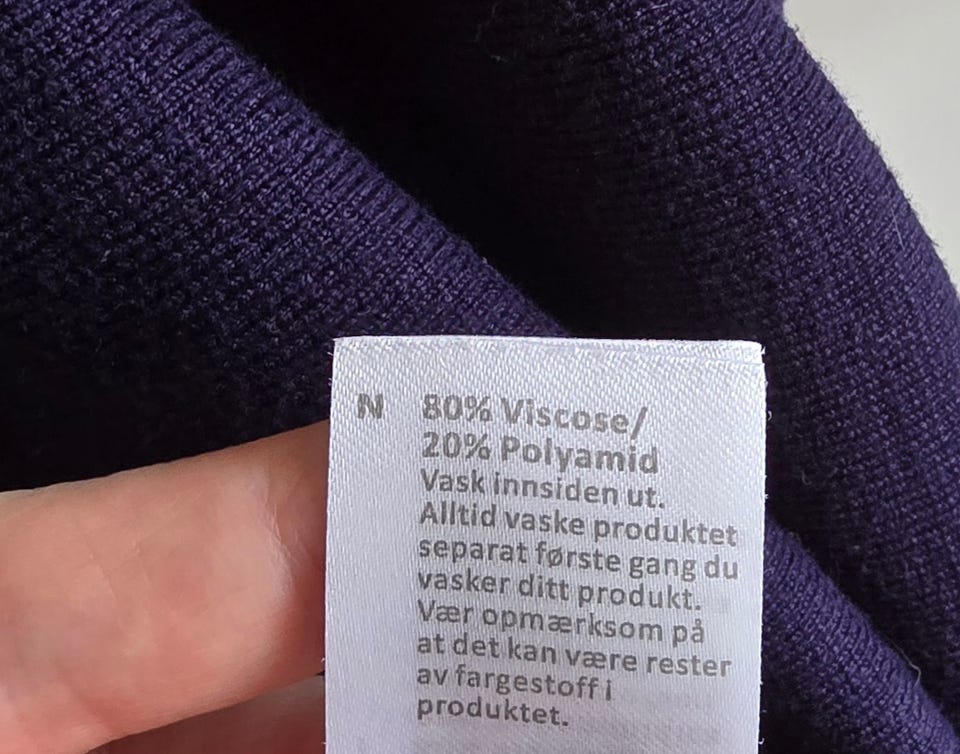 N 80% Viscose/
20% Polyamid
Vask innsiden ut.
Alltid vaske produktet
separat første gang du
vasker ditt produkt.
Vær opmærksom på
at det kan være rester
av fargestoff i
produktet.